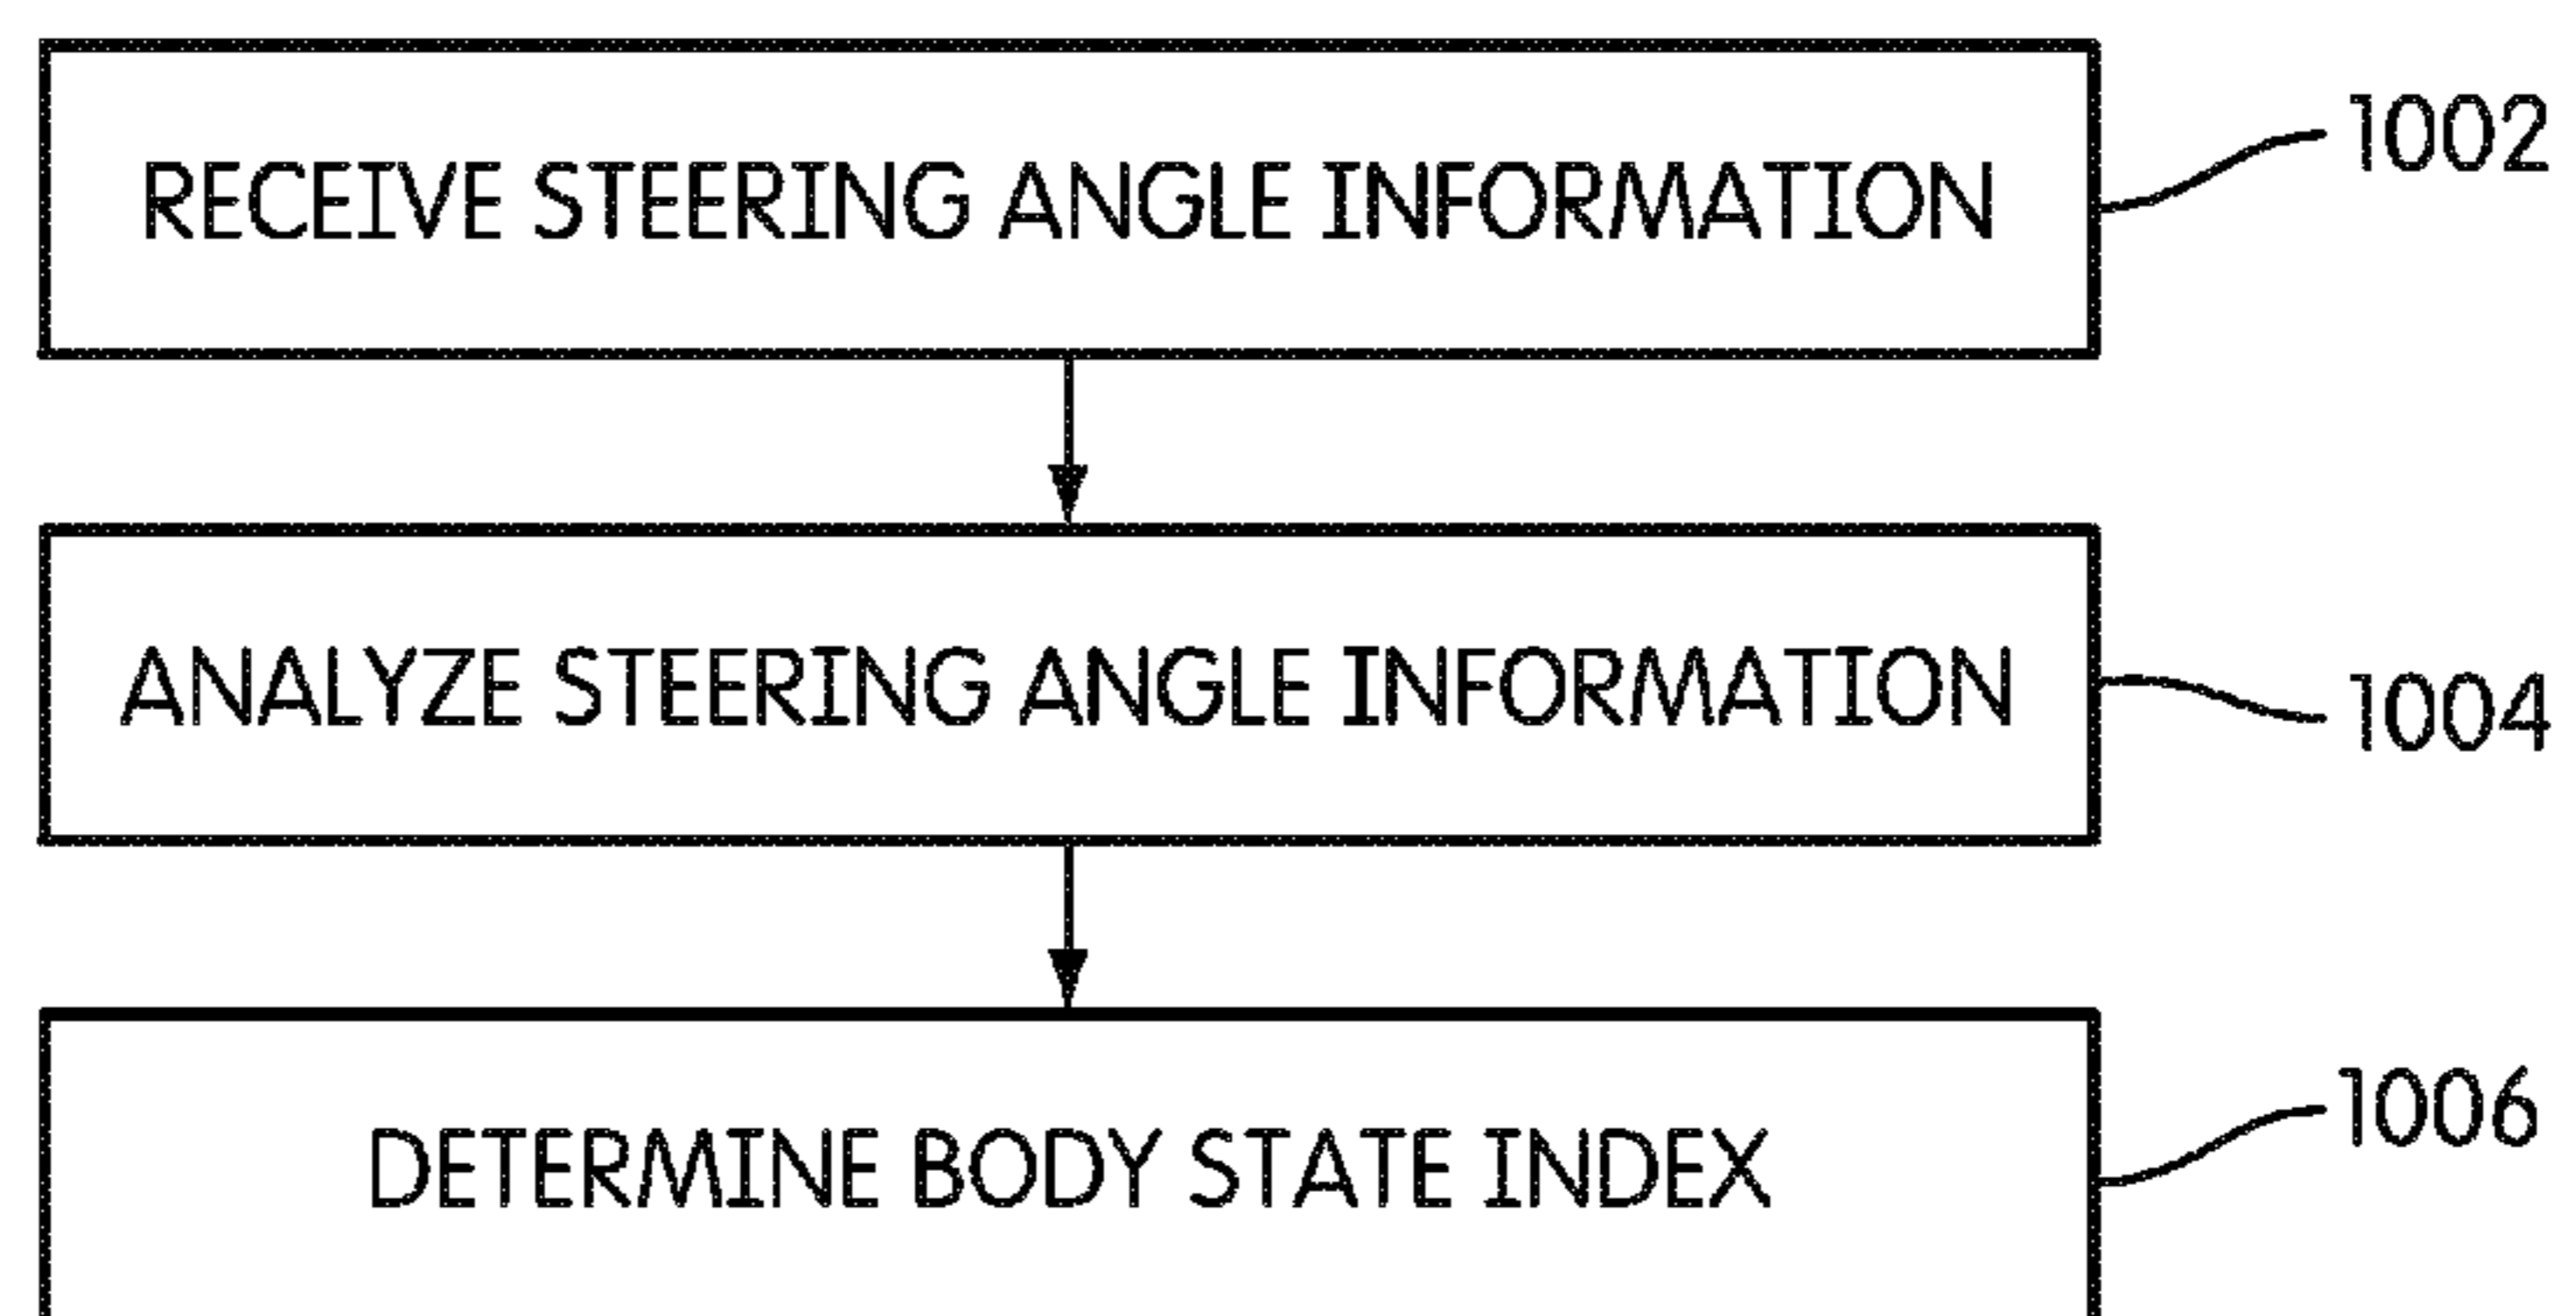 RECEIVE STEERING ANGLE INFORMATION
1002
ANALYZE STEERING ANGLE INFORMATION
1004
DETERMINE BODY STATE INDEX
1006